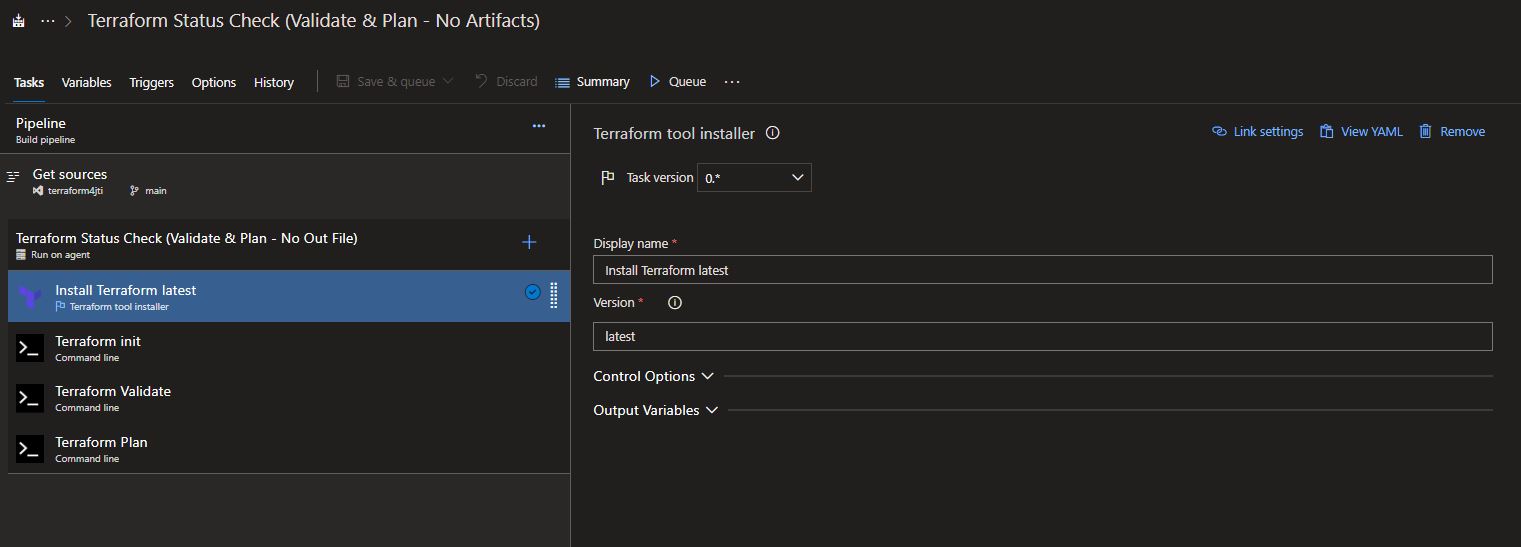 Terraform Status Check (Validate & Plan - No Artifacts)
Tasks Variables Triggers Options History Save & queue Discard Summary Queue
Pipeline
Build pipeline
Get sources
terraform4jti main
Terraform Status Check (Validate & Plan - No Out File)
Run on agent
Install Terraform latest
Terraform tool installer
Terraform init
Command line
Terraform Validate
Command line
Terraform Plan
Command line
Terraform tool installer
Link settings View YAML Remove
Task version 0.*
Display name *
Install Terraform latest
Version *
latest
Control Options
Output Variables